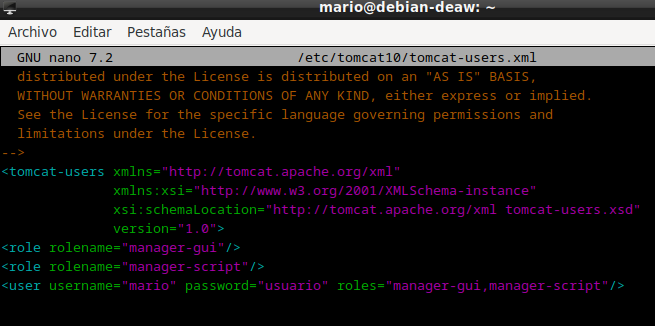 mario@debian-deaw: ~
Archivo Editar Pestañas Ayuda
GNU nano 7.2 /etc/tomcat10/tomcat-users.xml
distributed under the License is distributed on an "AS IS" BASIS,
WITHOUT WARRANTIES OR CONDITIONS OF ANY KIND, either express or implied.
See the License for the specific language governing permissions and
limitations under the License.
-->
<tomcat-users xmlns="http://tomcat.apache.org/xml"
xmlns:xsi="http://www.w3.org/2001/XMLSchema-instance"
xsi:schemaLocation="http://tomcat.apache.org/xml tomcat-users.xsd"
version="1.0">
<role rolename="manager-gui"/>
<role rolename="manager-script"/>
<user username="mario" password="usuario" roles="manager-gui,manager-script"/>